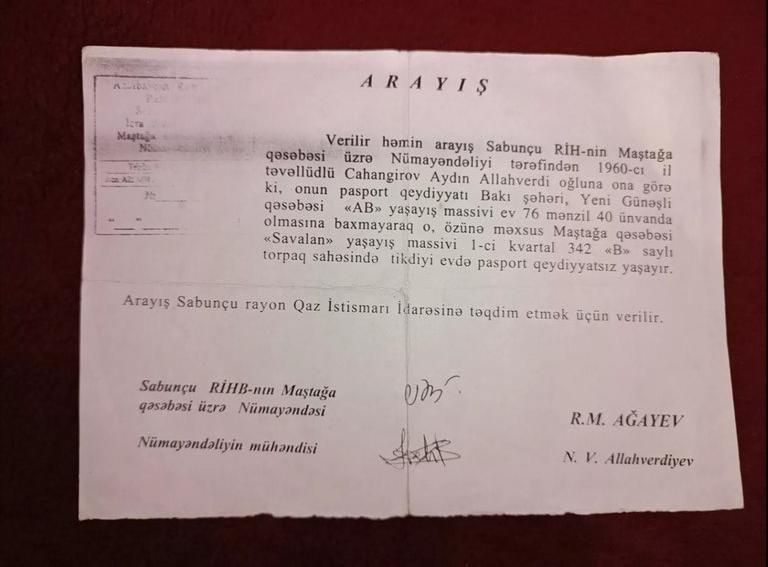 A R A Y I Ş
Maştağa
Verilir həmin arayış Sabunçu RİH-nin Maştağa
qəsəbəsi üzrə Nümayəndəliyi tərəfindən 1960-cı il
təvəllüdlü Cahangirov Aydın Allahverdi oğluna ona görə
ki, onun pasport qeydiyyatı Bakı şəhəri, Yeni Günəşli
qəsəbəsi «AB» yaşayış massivi ev 76 mənzil 40 ünvanda
olmasına baxmayaraq o, özünə məxsus Maştağa qəsəbəsi
«Savalan» yaşayış massivi 1-ci kvartal 342 «B» saylı
torpaq sahəsində tikdiyi evdə pasport qeydiyyatsız yaşayır.
Arayış Sabunçu rayon Qaz İstismarı İdarəsinə təqdim etmək üçün verilir.
Sabunçu RİHB-nın Maştağa
qəsəbəsi üzrə Nümayəndəsi
R.M. AĞAYEV
Nümayəndəliyin mühəndisi
N. V. Allahverdiyev